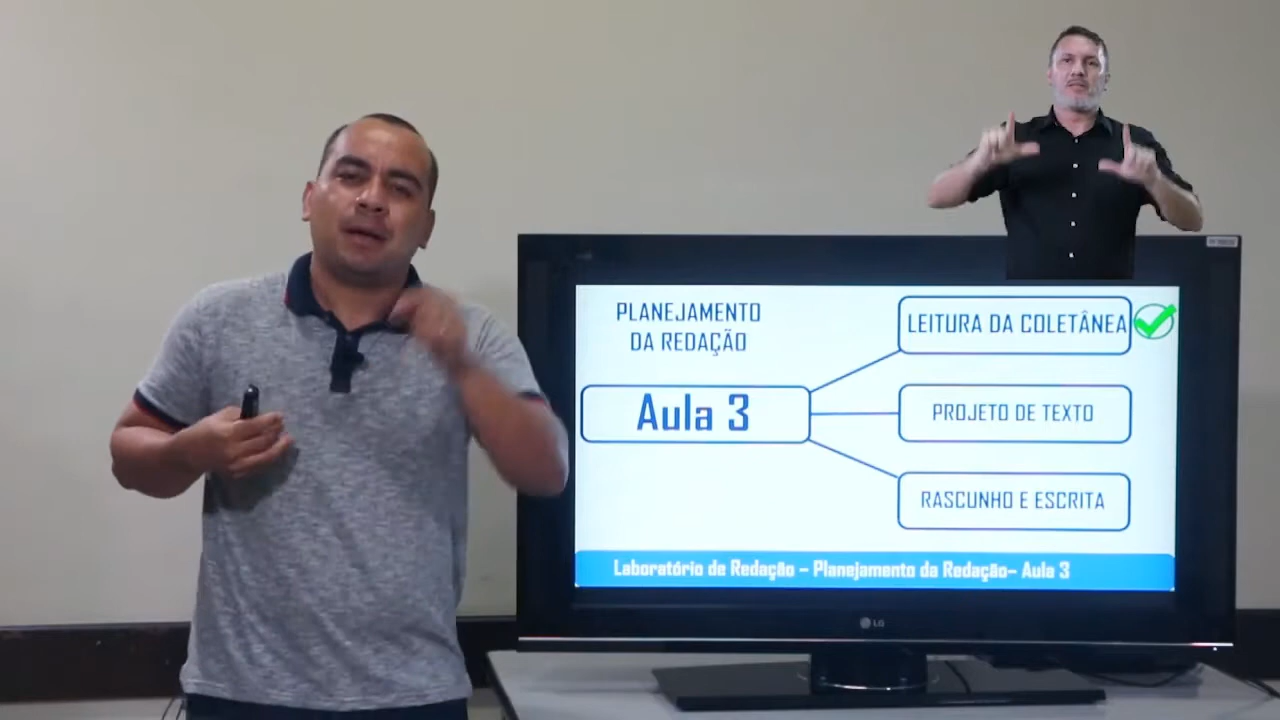 PLANEJAMENTO
DA REDAÇÃO
LEITURA DA COLETÂNEA
Aula 3
PROJETO DE TEXTO
RASCUNHO E ESCRITA
Laboratório de Redação – Planejamento da Redação– Aula 3
LG